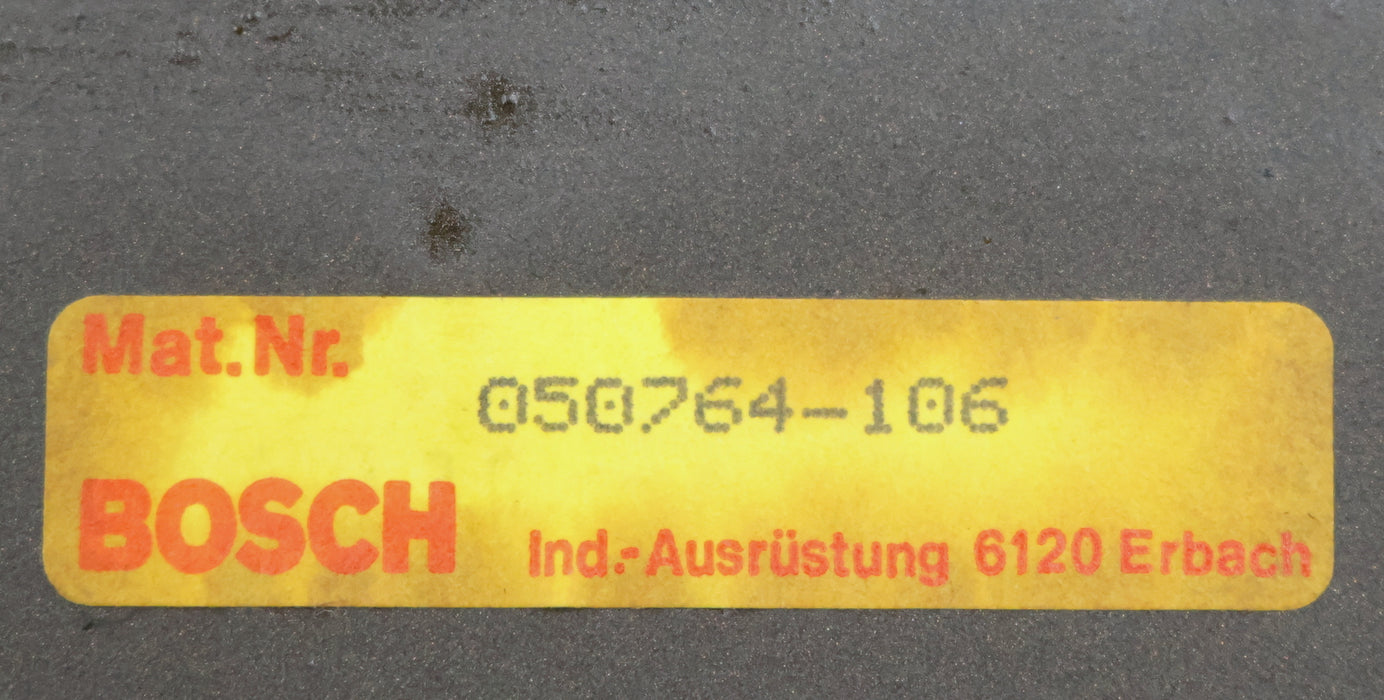 Mat.Nr.
050764-106
BOSCH Ind.-Ausrüstung 6120 Erbach